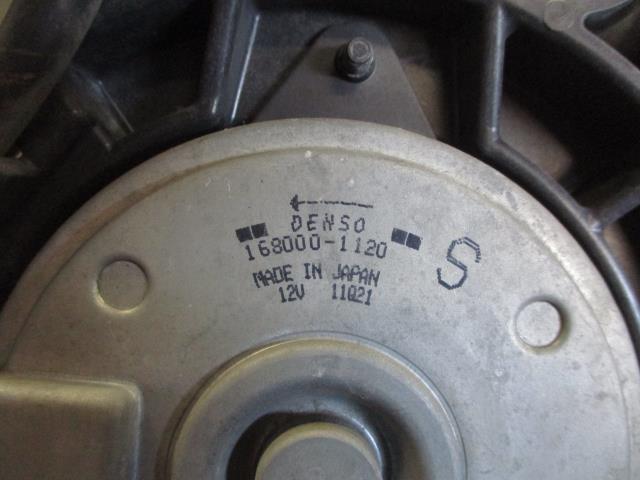 DENSO
168000-1120
MADE IN JAPAN
12V 11Q21
S